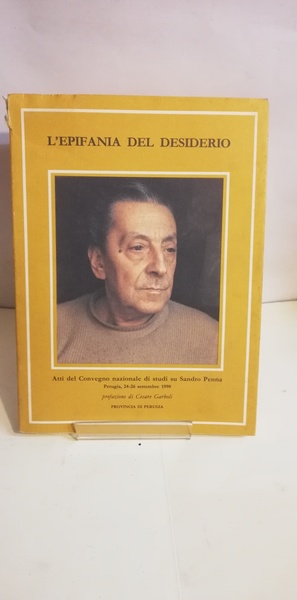 L'EPIFANIA DEL DESIDERIO
Atti del Convegno nazionale di studi su Sandro Penna
Perugia, 24-26 settembre 1990
prefazione di Cesare Garboli
PROVINCIA DI PERUGIA